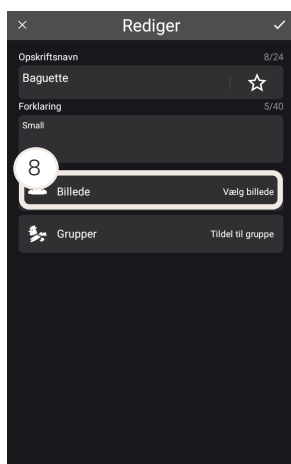 Rediger
Opskriftsnavn 8/24
Baguette
Forklaring 5/40
Small
8
Billede Vælg billede
Grupper Tildel til gruppe